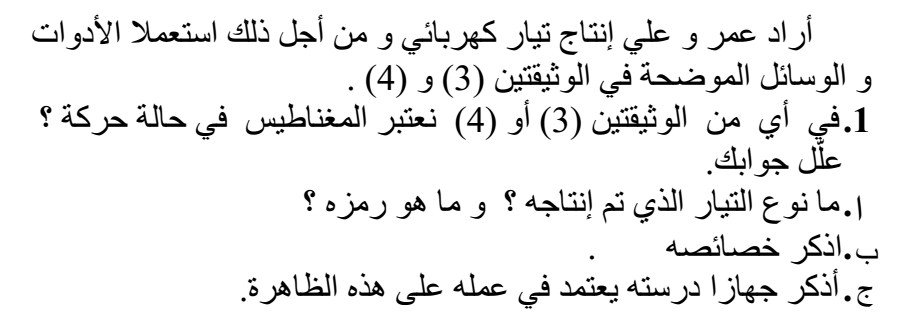 أراد عمر و علي إنتاج تيار كهربائي و من أجل ذلك استعملا الأدوات
و الوسائل الموضحة في الوثيقتين (3) و (4) .
1.في أي من الوثيقتين (3) أو (4) نعتبر المغناطيس في حالة حركة ؟
علّل جوابك.
ا.ما نوع التيار الذي تم إنتاجه ؟ و ما هو رمزه ؟
ب.اذكر خصائصه .
ج.أذكر جهازا درسته يعتمد في عمله على هذه الظاهرة.